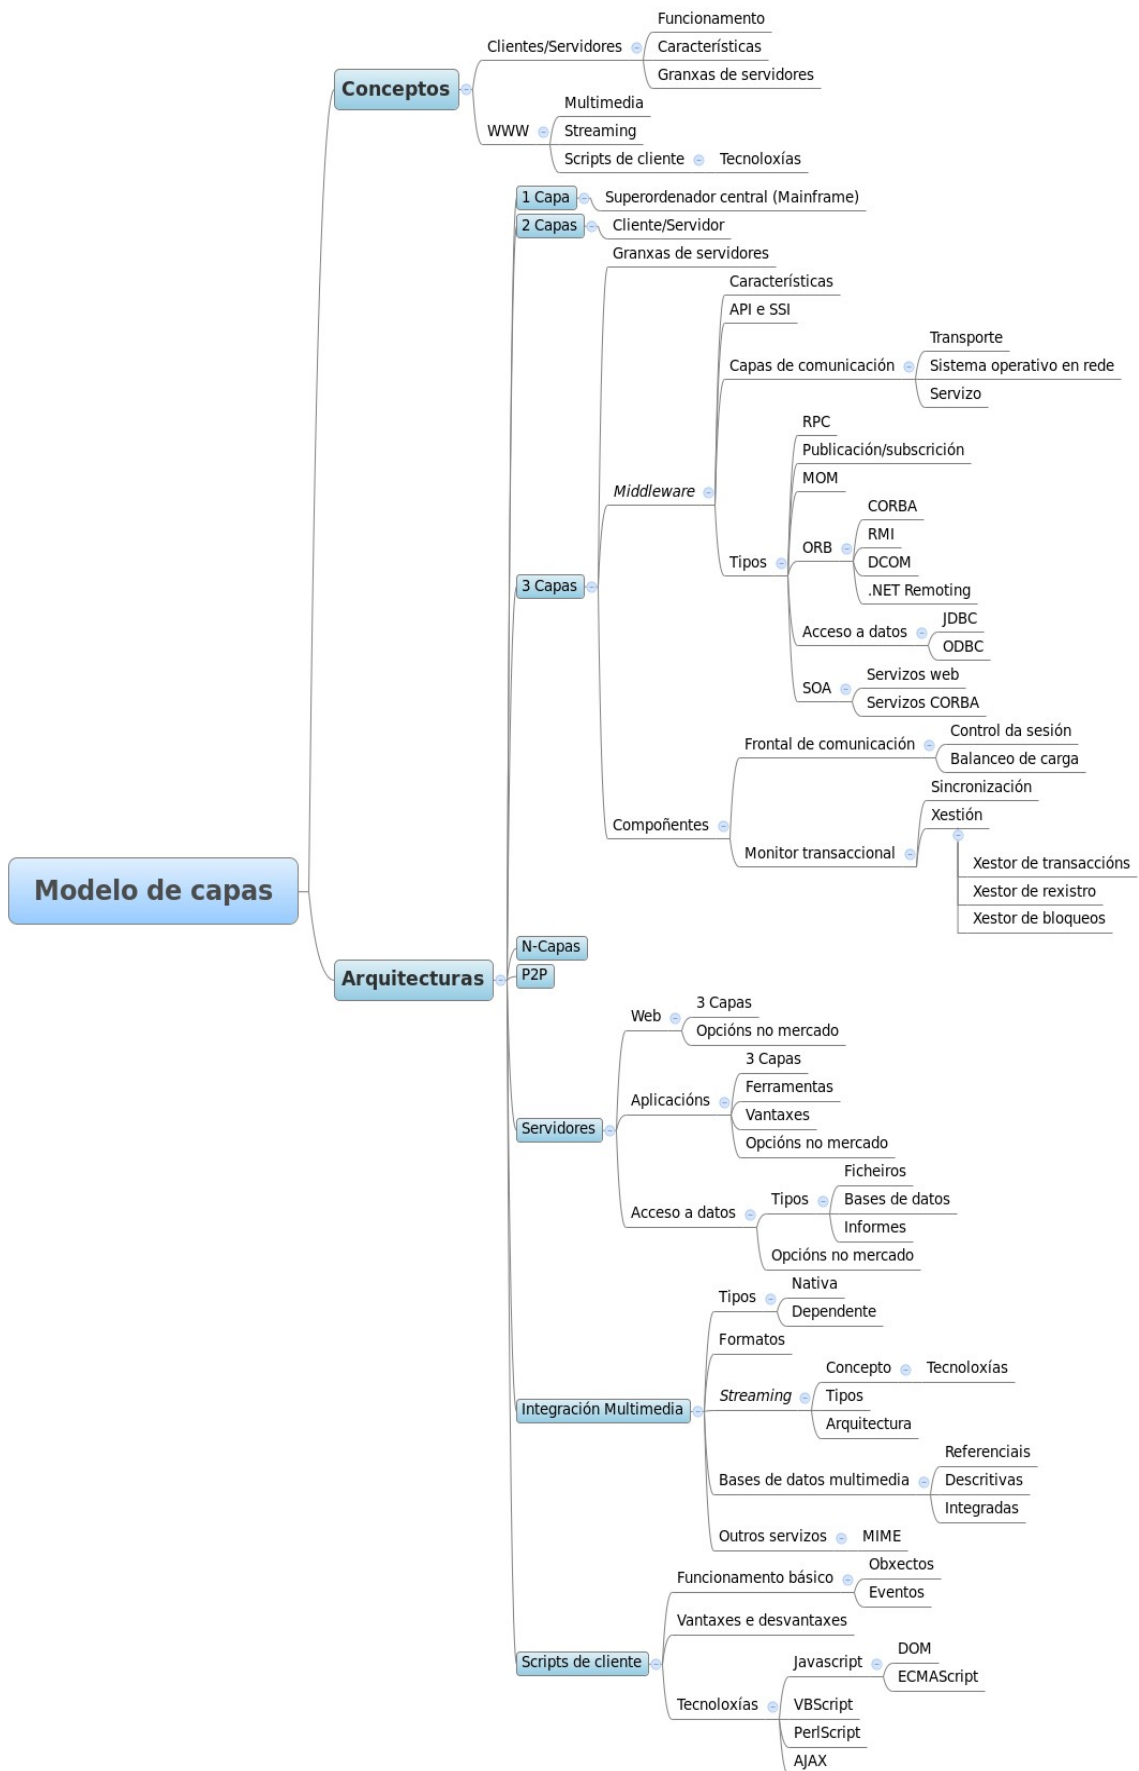 Funcionamento
Clientes/Servidores
Características
Granxas de servidores
Conceptos
Multimedia
WWW
Streaming
Scripts de cliente
Tecnoloxías
1 Capa
Superordenador central (Mainframe)
2 Capas
Cliente/Servidor
Granxas de servidores
Características
API e SSI
Transporte
Capas de comunicación
Sistema operativo en rede
Servizo
RPC
Publicación/subscrición
Middleware
MOM
CORBA
RMI
ORB
Tipos
DCOM
3 Capas
.NET Remoting
JDBC
Acceso a datos
ODBC
Servizos web
SOA
Servizos CORBA
Control da sesión
Frontal de comunicación
Balanceo de carga
Sincronización
Compoñentes
Xestión
Monitor transaccional
Xestor de transaccións
Xestor de rexistro
Xestor de bloqueos
Modelo de capas
N-Capas
P2P
Arquitecturas
3 Capas
Web
Opcións no mercado
3 Capas
Ferramentas
Aplicacións
Vantaxes
Servidores
Opcións no mercado
Ficheiros
Tipos
Bases de datos
Acceso a datos
Informes
Opcións no mercado
Nativa
Tipos
Dependente
Formatos
Concepto
Tecnoloxías
Streaming
Tipos
Integración Multimedia
Arquitectura
Referenciais
Bases de datos multimedia
Descritivas
Integradas
Outros servizos
MIME
Obxectos
Funcionamento básico
Eventos
Vantaxes e desvantaxes
DOM
Scripts de cliente
Javascript
ECMAScript
Tecnoloxías
VBScript
PerlScript
AJAX